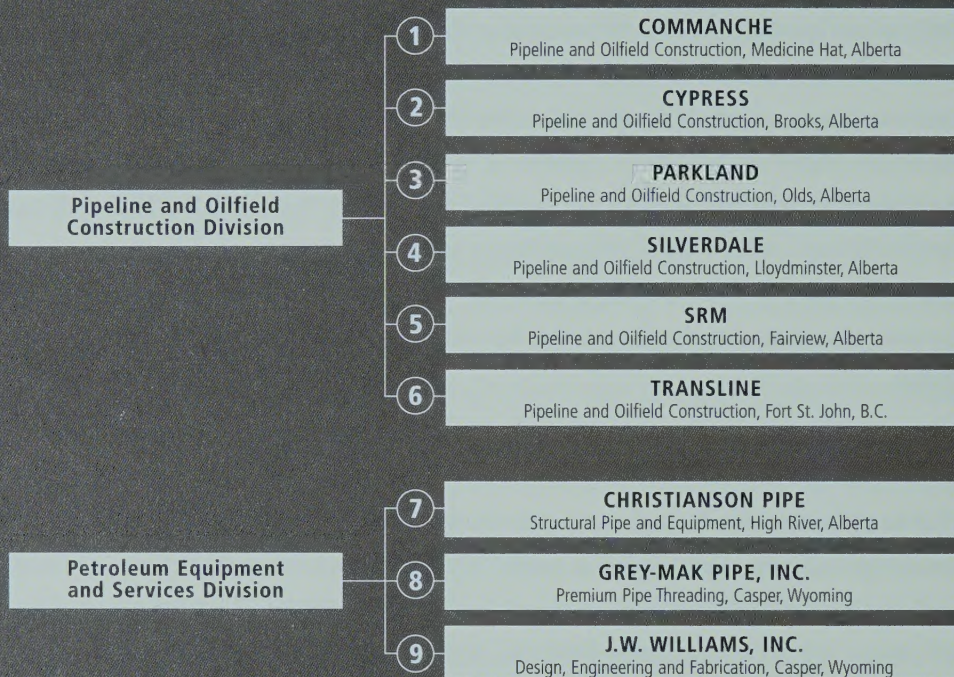 1
COMMANCHE
Pipeline and Oilfield Construction, Medicine Hat, Alberta
2
CYPRESS
Pipeline and Oilfield Construction, Brooks, Alberta
3
PARKLAND
Pipeline and Oilfield Construction, Olds, Alberta
Pipeline and Oilfield
Construction Division
4
SILVERDALE
Pipeline and Oilfield Construction, Lloydminster, Alberta
5
SRM
Pipeline and Oilfield Construction, Fairview, Alberta
6
TRANSLINE
Pipeline and Oilfield Construction, Fort St. John, B.C.
7
CHRISTIANSON PIPE
Structural Pipe and Equipment, High River, Alberta
Petroleum Equipment
and Services Division
8
GREY-MAK PIPE, INC.
Premium Pipe Threading, Casper, Wyoming
9
J.W. WILLIAMS, INC.
Design, Engineering and Fabrication, Casper, Wyoming